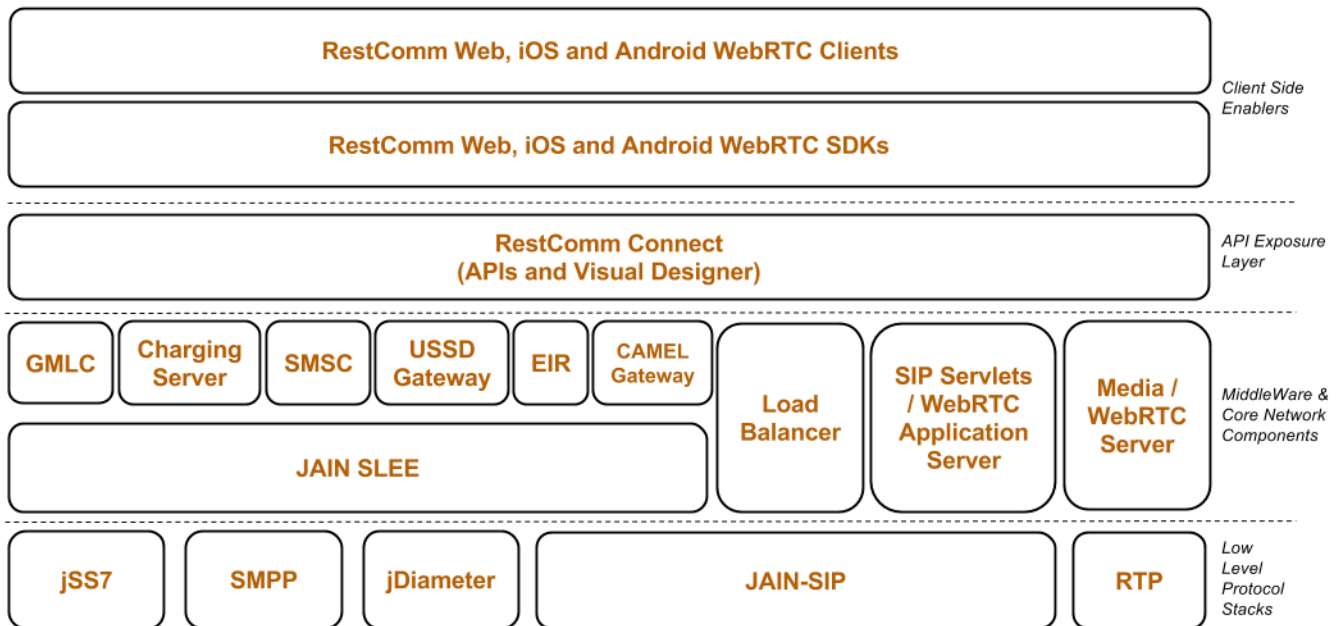 RestComm Web, iOS and Android WebRTC Clients
Client Side
Enablers
RestComm Web, iOS and Android WebRTC SDKs
RestComm Connect
(APIs and Visual Designer)
API Exposure
Layer
GMLC
Charging
Server
SMSC
USSD
Gateway
EIR
CAMEL
Gateway
Load
Balancer
SIP Servlets
/ WebRTC
Application
Server
Media /
WebRTC
Server
MiddleWare &
Core Network
Components
JAIN SLEE
jSS7
SMPP
jDiameter
JAIN-SIP
RTP
Low
Level
Protocol
Stacks